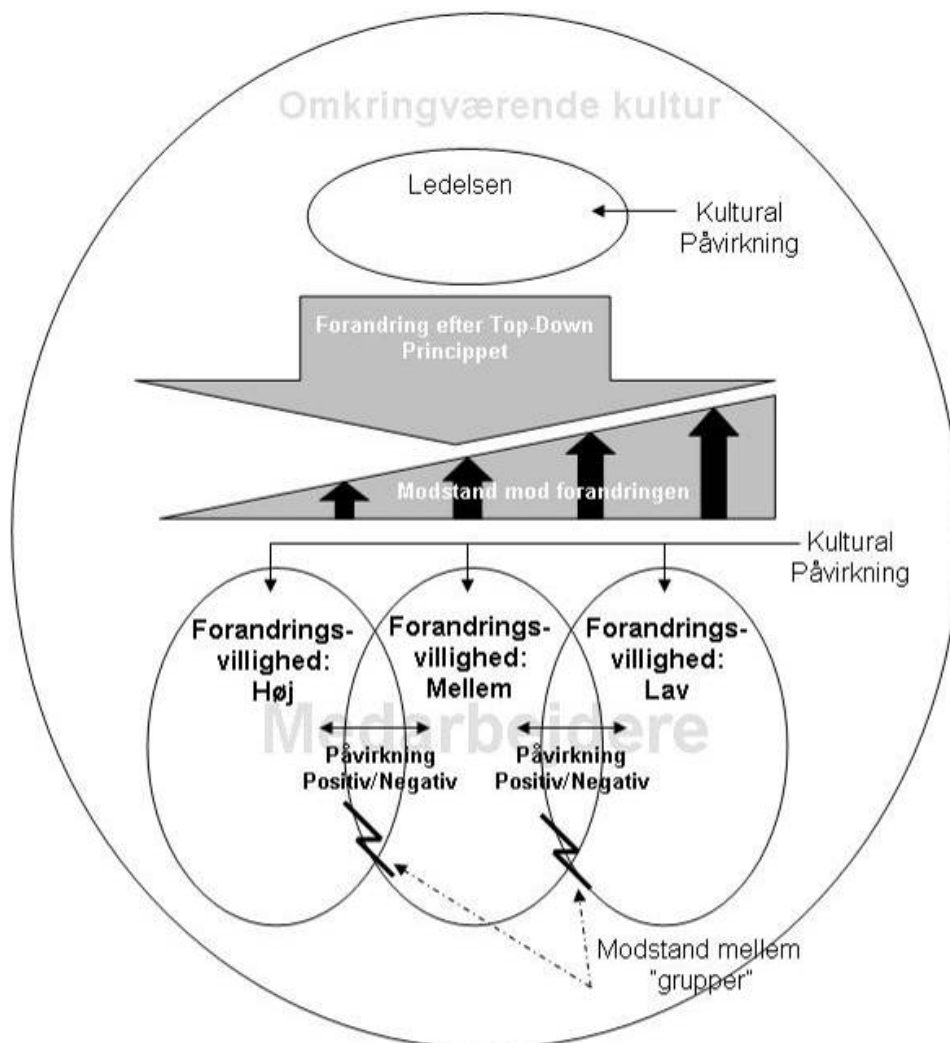 Omkringværende kultur
Ledelsen
Kultural
Påvirkning
Forandring efter Top-Down
Princippet
Modstand mod forandringen
Kultural
Påvirkning
Forandrings-
villighed:
Høj
Forandrings-
villighed:
Mellem
Forandrings-
villighed:
Lav
Medarbejdere
Påvirkning
Positiv/Negativ
Påvirkning
Positiv/Negativ
Modstand mellem
"grupper"